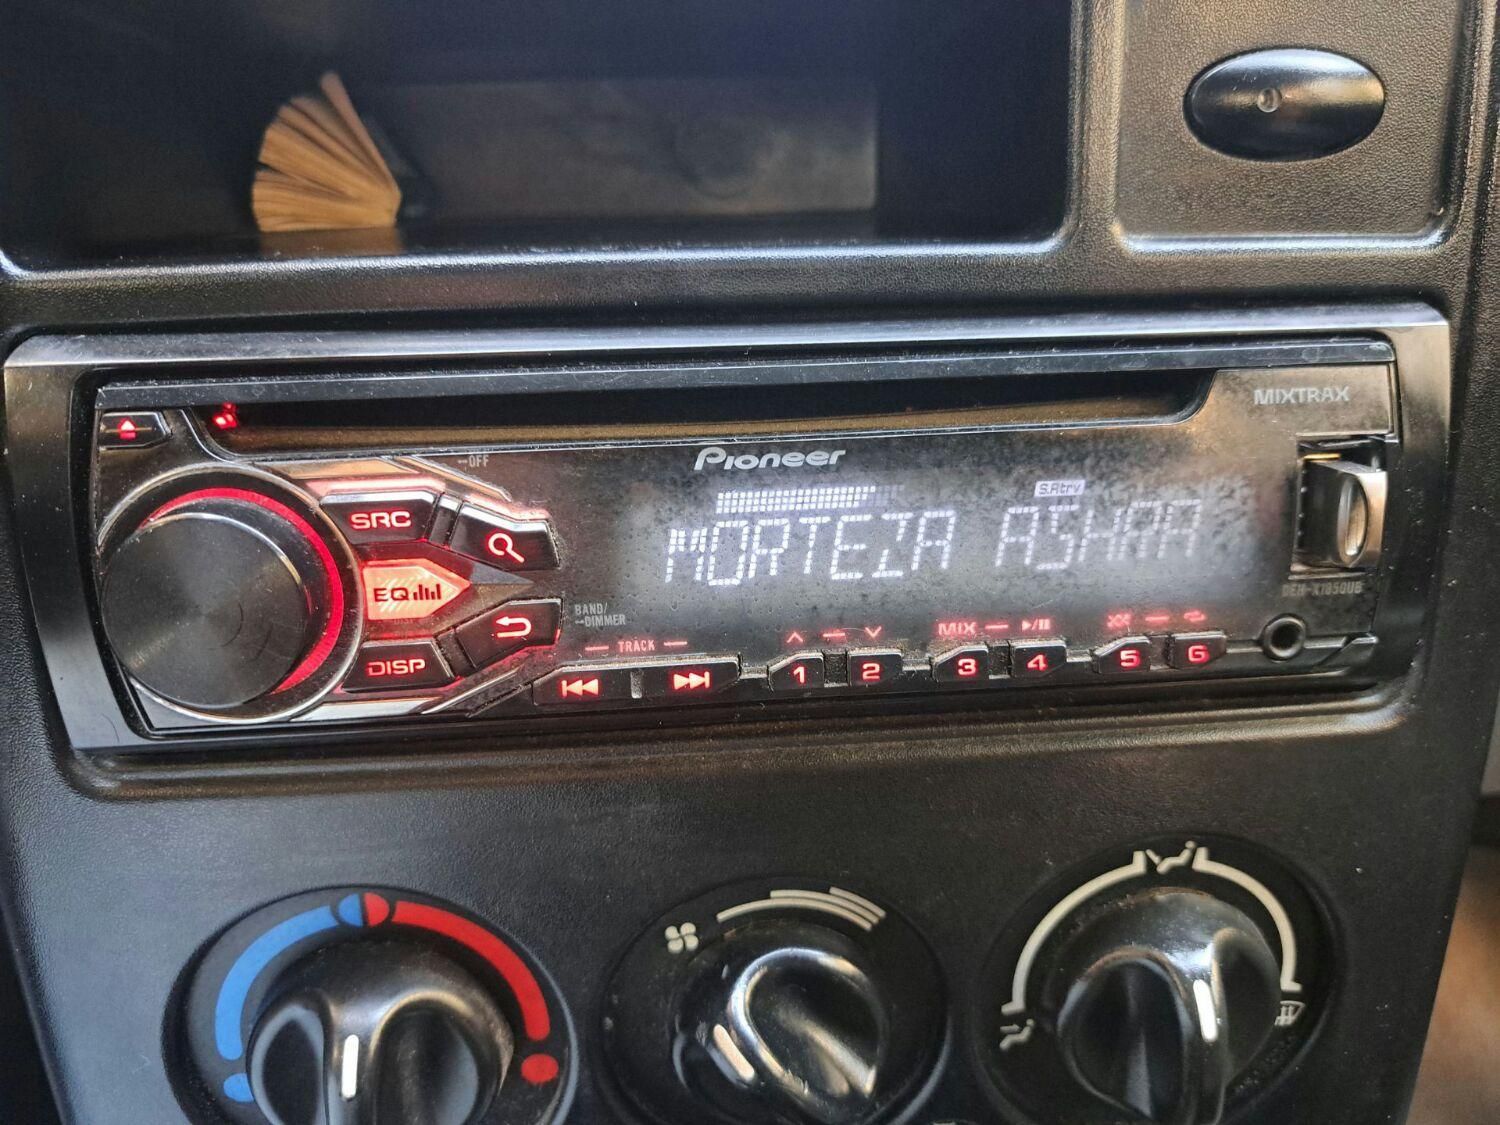 MIXTRAX
OFF
Pioneer
SRC
S.Rtrv
MORTEZA ASHRA
EQ
DISP
BAND/
DIMMER
TRACK
MIX
1 2 3 4 5 6